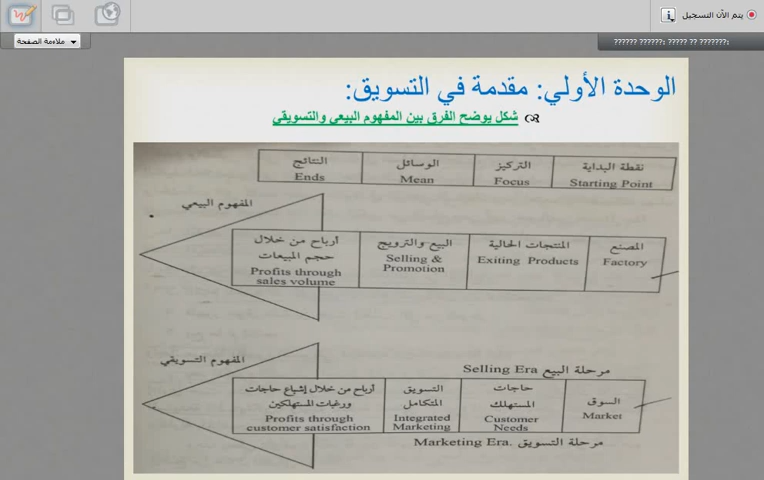 يتم الآن التسجيل
ملاءمة الصفحة
?????? ??????: ????? ?? ???????:
الوحدة الأولي: مقدمة في التسويق:
شكل يوضح الفرق بين المفهوم البيعي والتسويقي
نقطة البداية التركيز الوسائل النتائج
Starting Point Focus Mean Ends
المفهوم البيعي
المصنع
Factory
المنتجات الحالية
Exiting Products
البيع والترويج
Selling &
Promotion
أرباح من خلال
حجم المبيعات
Profits through
sales volume
مرحلة البيع Selling Era
المفهوم التسويقي
السوق
Market
حاجات
المستهلك
Customer
Needs
التسويق
المتكامل
Integrated
Marketing
أرباح من خلال إشباع حاجات
ورغبات المستهلكين
Profits through
customer satisfaction
مرحلة التسويق .Marketing Era